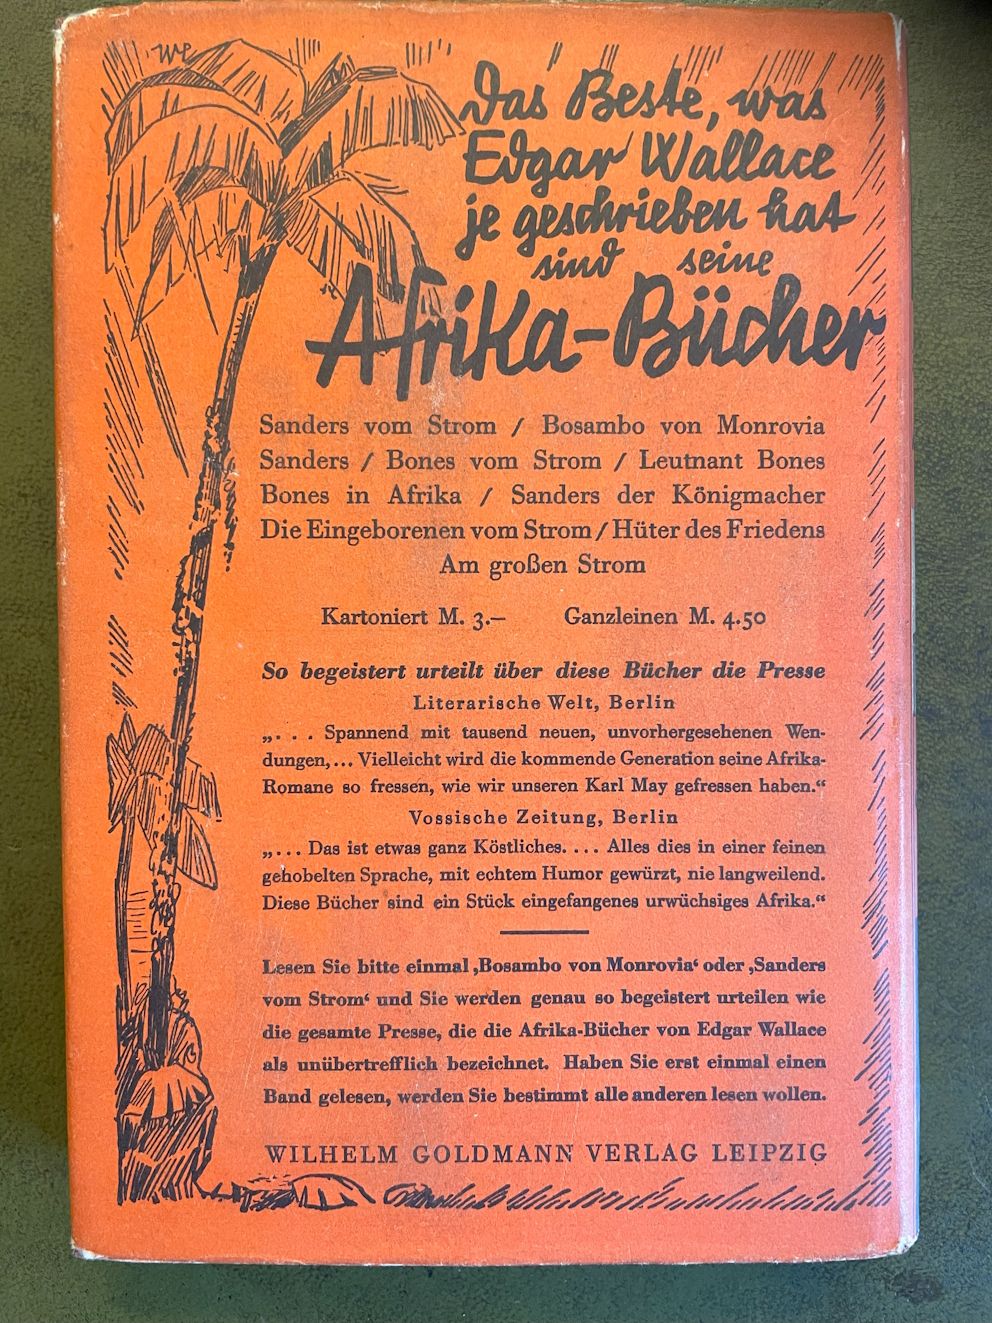 we
Das Beste, was
Edgar Wallace
je geschrieben hat
sind seine
Afrika-Bücher
Sanders vom Strom / Bosambo von Monrovia
Sanders / Bones vom Strom / Leutnant Bones
Bones in Afrika / Sanders der Königmacher
Die Eingeborenen vom Strom / Hüter des Friedens
Am großen Strom
Kartoniert M. 3.– Ganzleinen M. 4.50
So begeistert urteilt über diese Bücher die Presse
Literarische Welt, Berlin
„. . . Spannend mit tausend neuen, unvorhergesehenen Wen-
dungen,... Vielleicht wird die kommende Generation seine Afrika-
Romane so fressen, wie wir unseren Karl May gefressen haben.“
Vossische Zeitung, Berlin
„... Das ist etwas ganz Köstliches. ... Alles dies in einer feinen
gehobelten Sprache, mit echtem Humor gewürzt, nie langweilend.
Diese Bücher sind ein Stück eingefangenes urwüchsiges Afrika.“
Lesen Sie bitte einmal ‚Bosambo von Monrovia‘ oder ‚Sanders
vom Strom‘ und Sie werden genau so begeistert urteilen wie
die gesamte Presse, die die Afrika-Bücher von Edgar Wallace
als unübertrefflich bezeichnet. Haben Sie erst einmal einen
Band gelesen, werden Sie bestimmt alle anderen lesen wollen.
WILHELM GOLDMANN VERLAG LEIPZIG